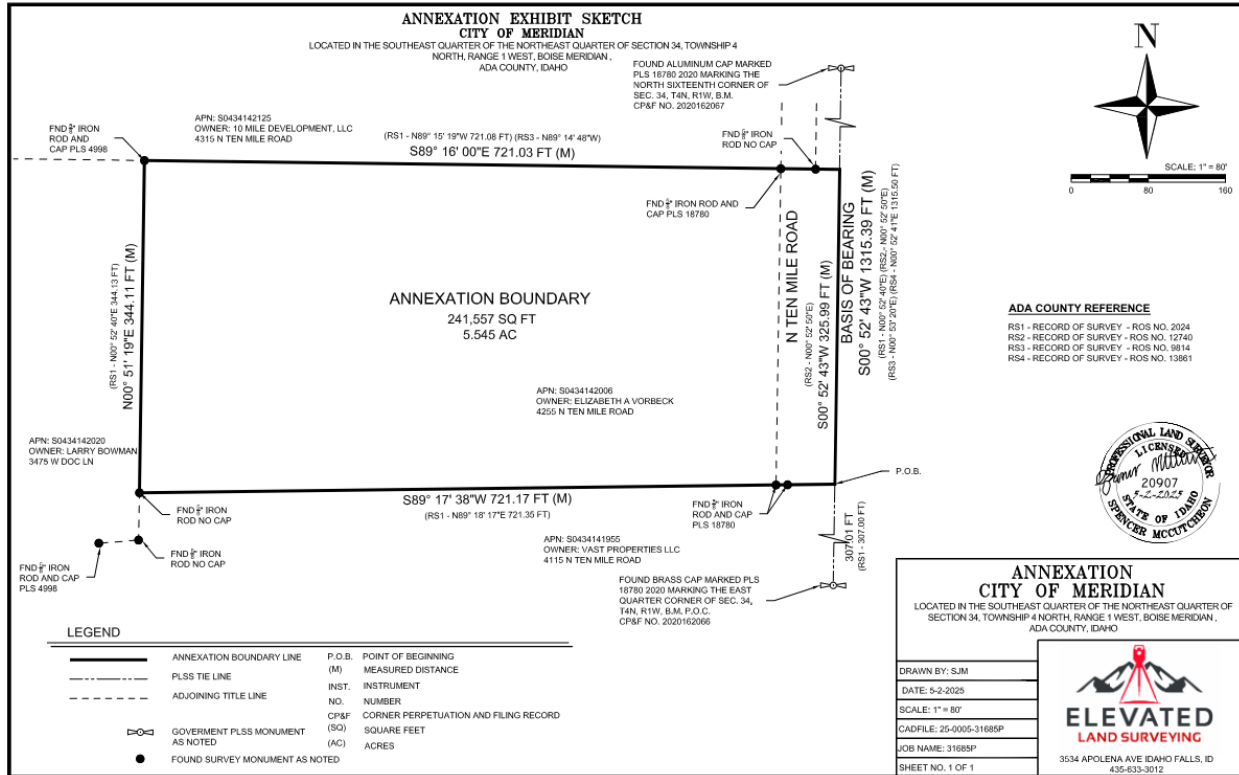 ANNEXATION EXHIBIT SKETCH
CITY OF MERIDIAN
LOCATED IN THE SOUTHEAST QUARTER OF THE NORTHEAST QUARTER OF SECTION 34, TOWNSHIP 4
NORTH, RANGE 1 WEST, BOISE MERIDIAN ,
ADA COUNTY, IDAHO
FOUND ALUMINUM CAP MARKED
PLS 18780 2020 MARKING THE
NORTH SIXTEENTH CORNER OF
SEC. 34, T4N, R1W, B.M.
CP&F NO. 2020162067
N
SCALE: 1" = 80'
0 80 160
FND 5/8" IRON
ROD AND
CAP PLS 4998
APN: S0434142125
OWNER: 10 MILE DEVELOPMENT, LLC
4315 N TEN MILE ROAD
(RS1 - N89° 15' 19"W 721.08 FT) (RS3 - N89° 14' 48"W)
S89° 16' 00"E 721.03 FT (M)
FND 5/8" IRON
ROD NO CAP
FND 5/8" IRON ROD AND
CAP PLS 18780
(RS1 - N00° 52' 40"E 344.13 FT)
N00° 51' 19"E 344.11 FT (M)
ANNEXATION BOUNDARY
241,557 SQ FT
5.545 AC
N TEN MILE ROAD
(RS2 - N00° 52' 50"E)
S00° 52' 43"W 325.99 FT (M)
BASIS OF BEARING
S00° 52' 43"W 1315.39 FT (M)
(RS1 - N00° 52' 40"E) (RS2 - N00° 52' 50"E)
(RS3 - N00° 53' 20"E) (RS4 - N00° 52' 41"E 1315.50 FT)
ADA COUNTY REFERENCE
RS1 - RECORD OF SURVEY - ROS NO. 2024
RS2 - RECORD OF SURVEY - ROS NO. 12740
RS3 - RECORD OF SURVEY - ROS NO. 9814
RS4 - RECORD OF SURVEY - ROS NO. 13861
APN: S0434142006
OWNER: ELIZABETH A VORBECK
4255 N TEN MILE ROAD
APN: S0434142020
OWNER: LARRY BOWMAN
3475 W DOC LN
P.O.B.
S89° 17' 38"W 721.17 FT (M)
(RS1 - N89° 18' 17"E 721.35 FT)
FND 5/8" IRON
ROD NO CAP
FND 5/8" IRON
ROD AND CAP
PLS 18780
FND 5/8" IRON
ROD NO CAP
FND 5/8" IRON
ROD AND CAP
PLS 4998
APN: S0434141955
OWNER: VAST PROPERTIES LLC
4115 N TEN MILE ROAD
307.01 FT
(RS1 - 307.00 FT)
FOUND BRASS CAP MARKED PLS
18780 2020 MARKING THE EAST
QUARTER CORNER OF SEC. 34,
T4N, R1W, B.M. P.O.C.
CP&F NO. 2020162066
PROFESSIONAL LAND SURVEYOR
LICENSED
20907
5-2-2025
STATE OF IDAHO
SPENCER MCCUTCHEON
LEGEND
ANNEXATION BOUNDARY LINE
PLSS TIE LINE
ADJOINING TITLE LINE
GOVERMENT PLSS MONUMENT
AS NOTED
FOUND SURVEY MONUMENT AS NOTED
P.O.B. POINT OF BEGINNING
(M) MEASURED DISTANCE
INST. INSTRUMENT
NO. NUMBER
CP&F CORNER PERPETUATION AND FILING RECORD
(SQ) SQUARE FEET
(AC) ACRES
ANNEXATION
CITY OF MERIDIAN
LOCATED IN THE SOUTHEAST QUARTER OF THE NORTHEAST QUARTER OF
SECTION 34, TOWNSHIP 4 NORTH, RANGE 1 WEST, BOISE MERIDIAN ,
ADA COUNTY, IDAHO
DRAWN BY: SJM
DATE: 5-2-2025
SCALE: 1" = 80'
CADFILE: 25-0005-31685P
JOB NAME: 31685P
SHEET NO. 1 OF 1
ELEVATED
LAND SURVEYING
3534 APOLENA AVE IDAHO FALLS, ID
435-633-3012